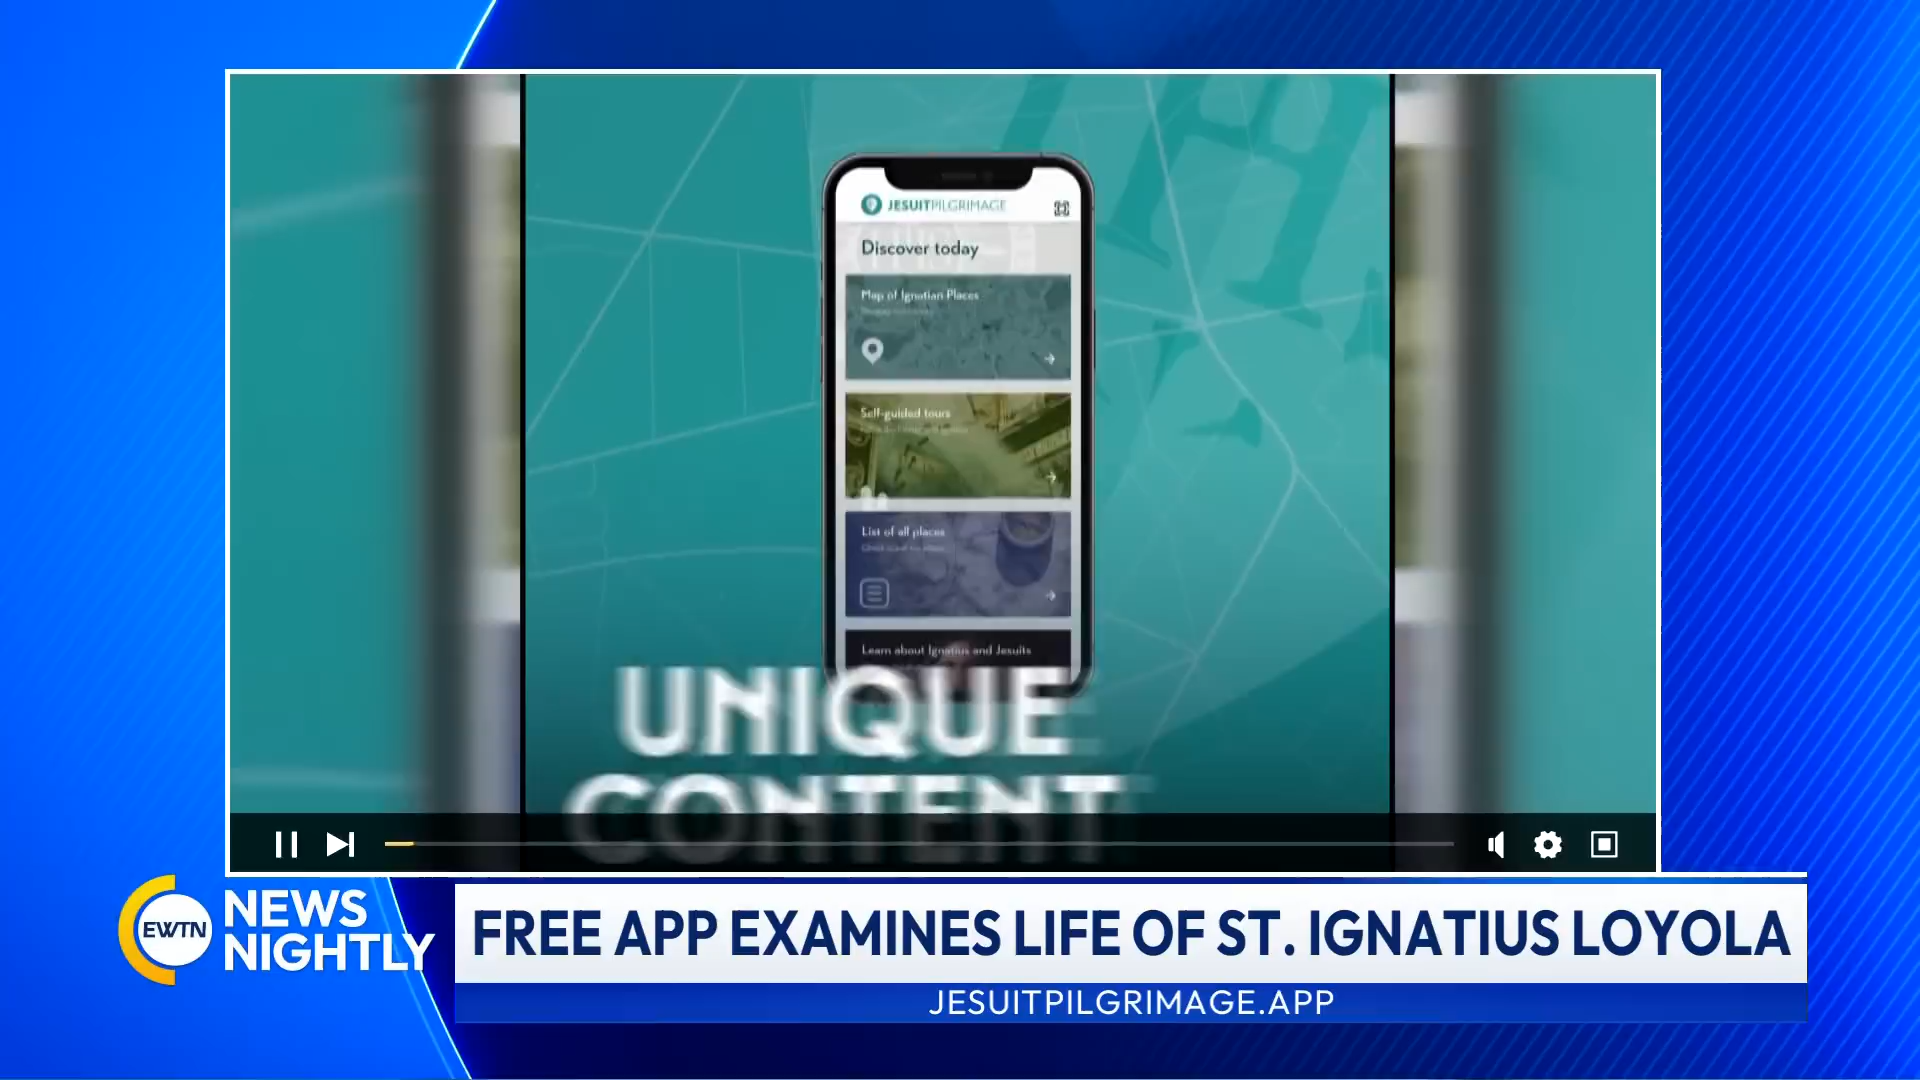 JESUITPILGRIMAGE
Discover today
Map of Ignatian Places
Self-guided tours
List of all places
Learn about Ignatius and Jesuits
UNIQUE
CONTENT
EWTN
NEWS
NIGHTLY
FREE APP EXAMINES LIFE OF ST. IGNATIUS LOYOLA
JESUITPILGRIMAGE.APP